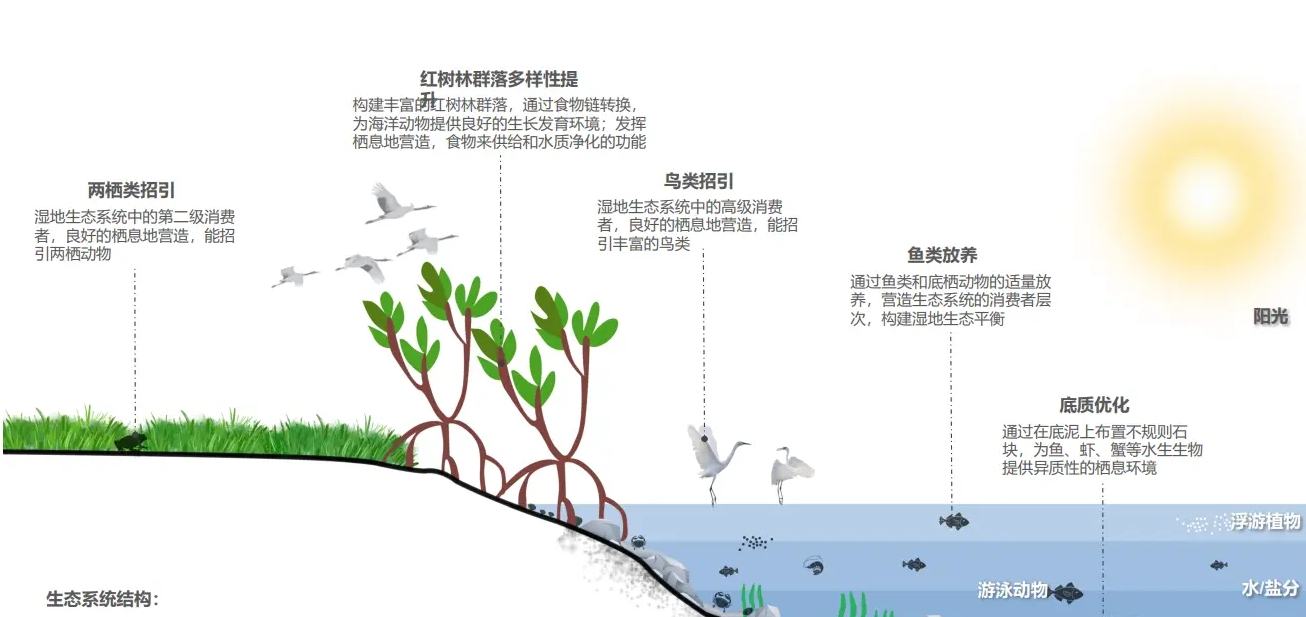 红树林群落多样性提
升
构建丰富的红树林群落，通过食物链转换，
为海洋动物提供良好的生长发育环境；发挥
栖息地营造，食物来供给和水质净化的功能
两栖类招引
湿地生态系统中的第二级消费
者，良好的栖息地营造，能招
引两栖动物
鸟类招引
湿地生态系统中的高级消费
者，良好的栖息地营造，能招
引丰富的鸟类
鱼类放养
通过鱼类和底栖动物的适量放
养，营造生态系统的消费者层
次，构建湿地生态平衡
阳光
底质优化
通过在底泥上布置不规则石
块，为鱼、虾、蟹等水生生物
提供异质性的栖息环境
浮游植物
游泳动物
水/盐分
生态系统结构：